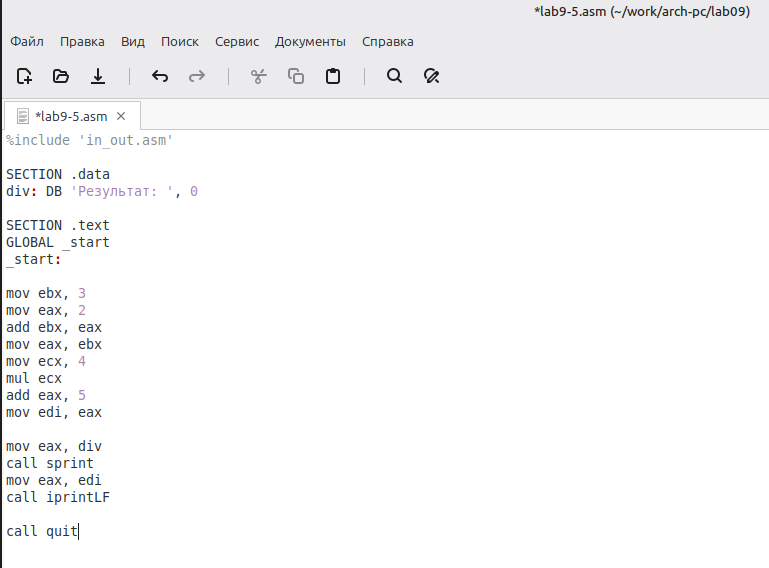 *lab9-5.asm (~/work/arch-pc/lab09)
Файл Правка Вид Поиск Сервис Документы Справка
*lab9-5.asm
%include 'in_out.asm'
SECTION .data
div: DB 'Результат: ', 0
SECTION .text
GLOBAL _start
_start:
mov ebx, 3
mov eax, 2
add ebx, eax
mov eax, ebx
mov ecx, 4
mul ecx
add eax, 5
mov edi, eax
mov eax, div
call sprint
mov eax, edi
call iprintLF
call quit